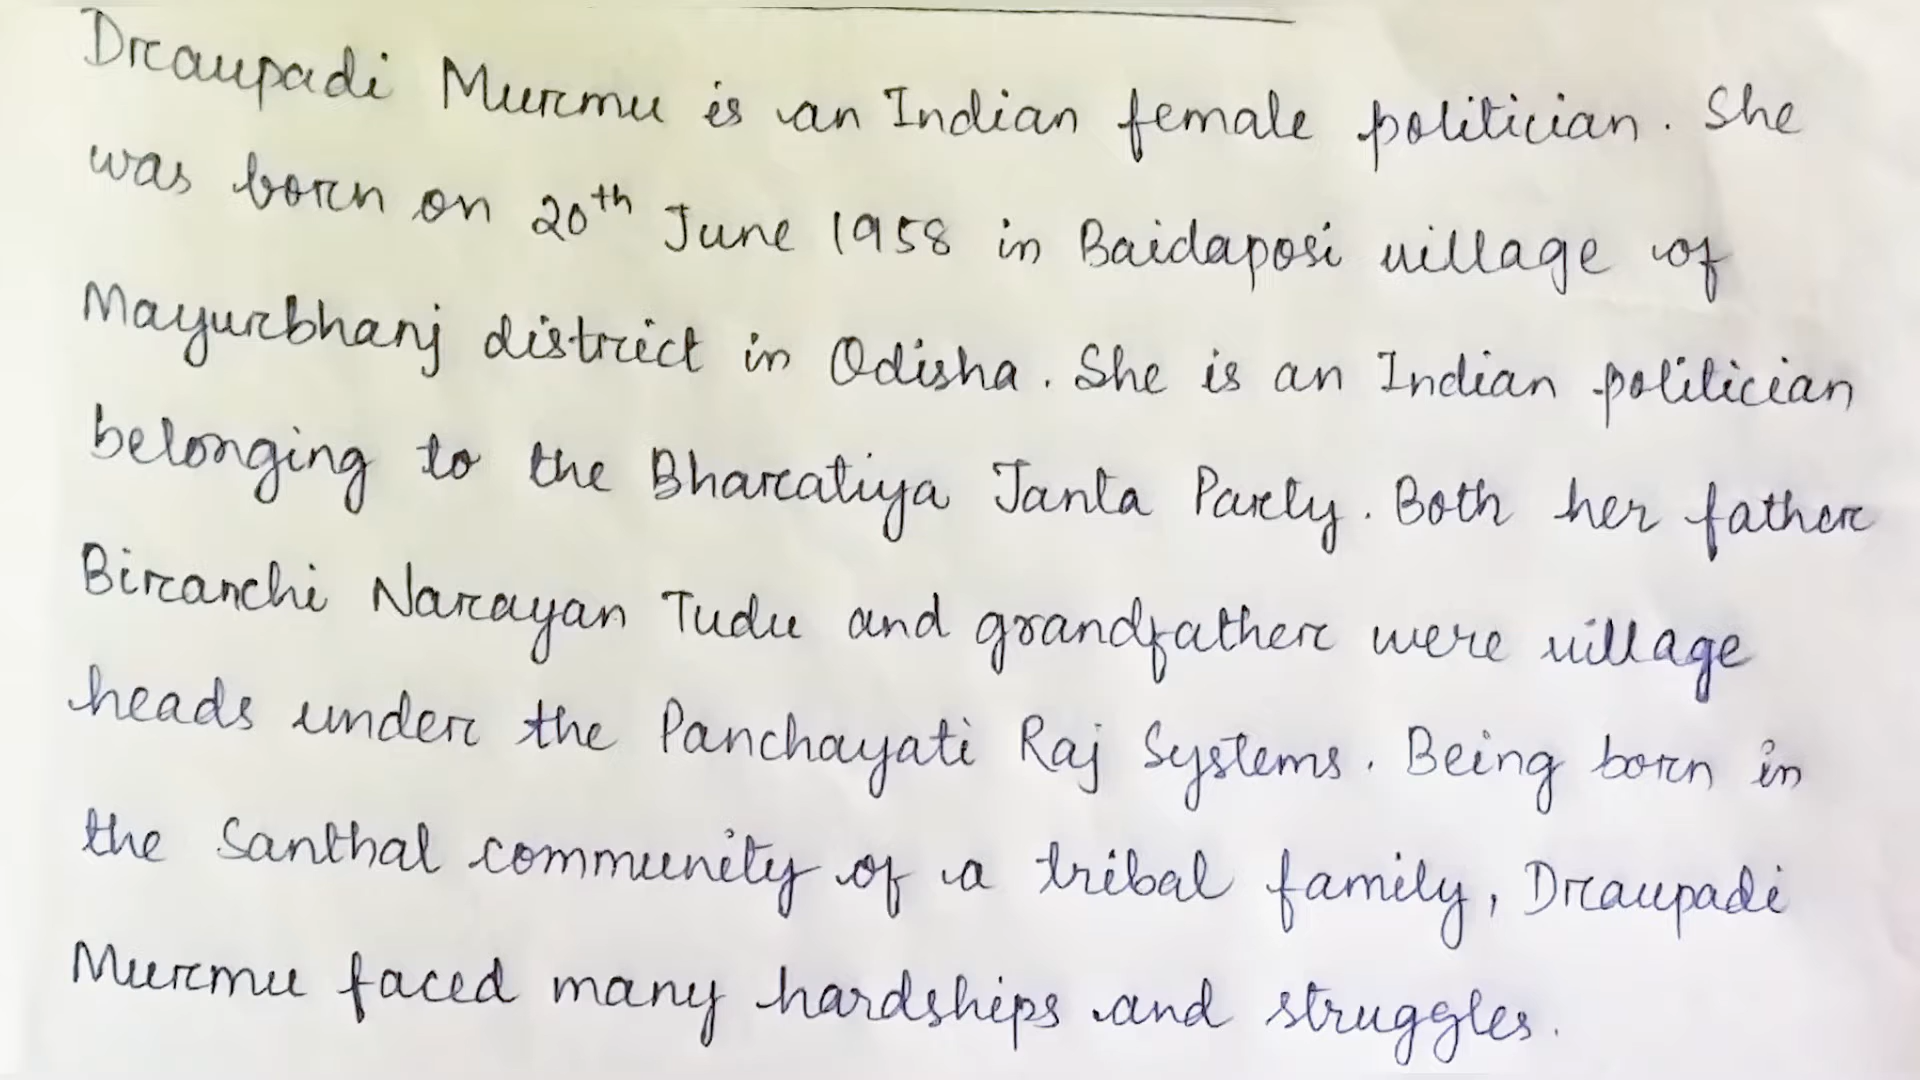 Draupadi Murmu is an Indian female politician. She
was born on 20th June 1958 in Baidaposi village of
Mayurbhanj district in Odisha. She is an Indian politician
belonging to the Bharatiya Janta Party. Both her father
Biranchi Narayan Tudu and grandfather were village
heads under the Panchayati Raj Systems. Being born in
the Santhal community of a tribal family, Draupadi
Murmu faced many hardships and struggles.